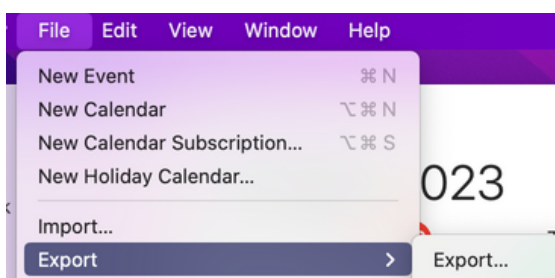 File Edit View Window Help
New Event ⌘ N
New Calendar ⌥ ⌘ N
New Calendar Subscription... ⌥ ⌘ S
New Holiday Calendar...
023
Import...
Export > Export...